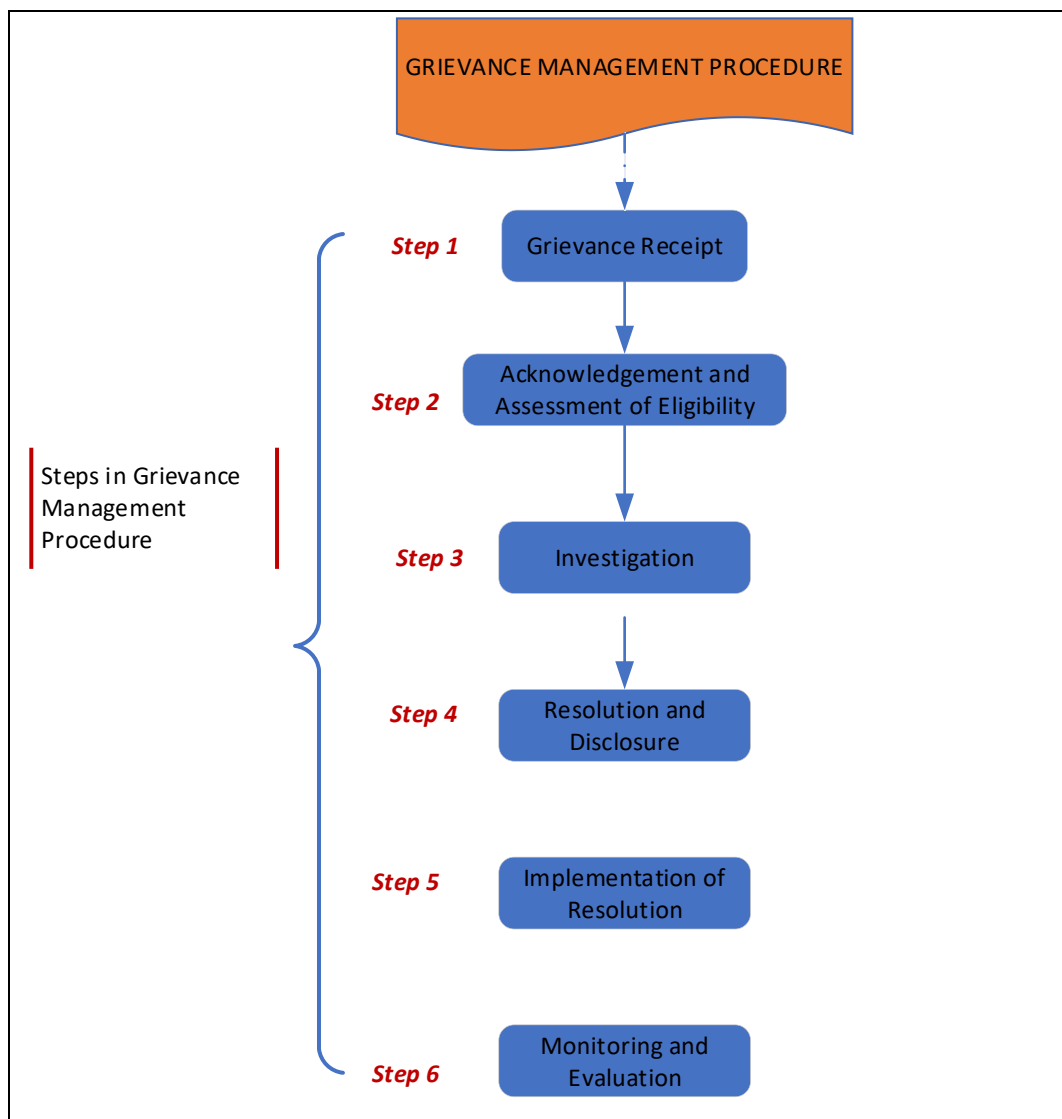 GRIEVANCE MANAGEMENT PROCEDURE
Step 1
Grievance Receipt
Step 2
Acknowledgement and
Assessment of Eligibility
Steps in Grievance
Management
Procedure
Step 3
Investigation
Step 4
Resolution and
Disclosure
Step 5
Implementation of
Resolution
Step 6
Monitoring and
Evaluation